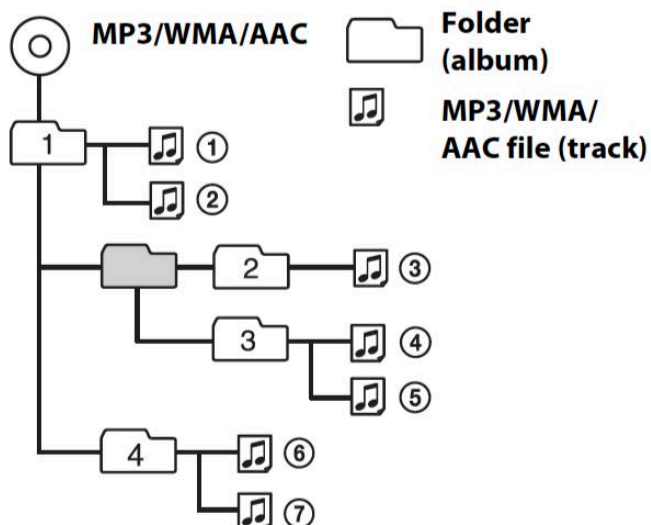 MP3/WMA/AAC
Folder
(album)
MP3/WMA/
AAC file (track)
1
①
②
2
③
3
④
⑤
4
⑥
⑦